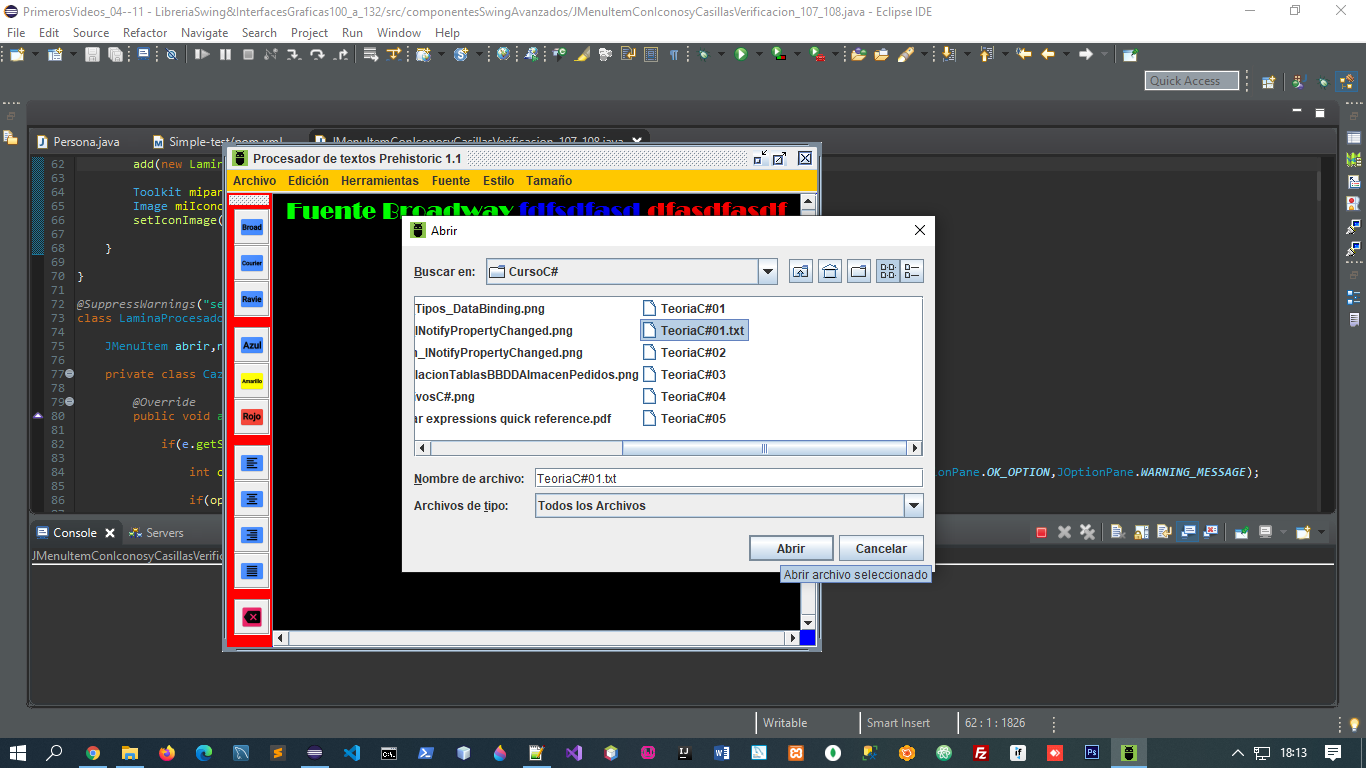 PrimerosVideos_04--11 - LibreriaSwing&InterfacesGraficas100_a_132/src/componentesSwingAvanzados/JMenuItemConIconosyCasillasVerificacion_107_108.java - Eclipse IDE
File Edit Source Refactor Navigate Search Project Run Window Help
Quick Access
Persona.java Simple-test/pom.xml JMenuItemConIconosyCasillasVerificacion_107_108.java
62 add(new Lamin
63
64 Toolkit mipan
65 Image miIcono
66 setIconImage(
67
68 }
69
70 }
71
72 @SuppressWarnings("se
73 class LaminaProcesado
74
75 JMenuItem abrir,n
76
77 private class Caz
78
79 @Override
80 public void a
81
82 if(e.getS
83
84 int o
85
86 if(op
onPane.OK_OPTION,JOptionPane.WARNING_MESSAGE);
Procesador de textos Prehistoric 1.1
Archivo Edición Herramientas Fuente Estilo Tamaño
Fuente Broadway fdfsdfasd dfasdfasdf
Broad
Courier
Ravie
Azul
Amarillo
Rojo
Abrir
Buscar en: CursoC#
Tipos_DataBinding.png TeoriaC#01
INotifyPropertyChanged.png TeoriaC#01.txt
n_INotifyPropertyChanged.png TeoriaC#02
lacionTablasBBDDAlmacenPedidos.png TeoriaC#03
vosC#.png TeoriaC#04
ar expressions quick reference.pdf TeoriaC#05
Nombre de archivo: TeoriaC#01.txt
Archivos de tipo: Todos los Archivos
Abrir Cancelar
Abrir archivo seleccionado
Console Servers
JMenuItemConIconosyCasillasVerific
Writable Smart Insert 62 : 1 : 1826
18:13